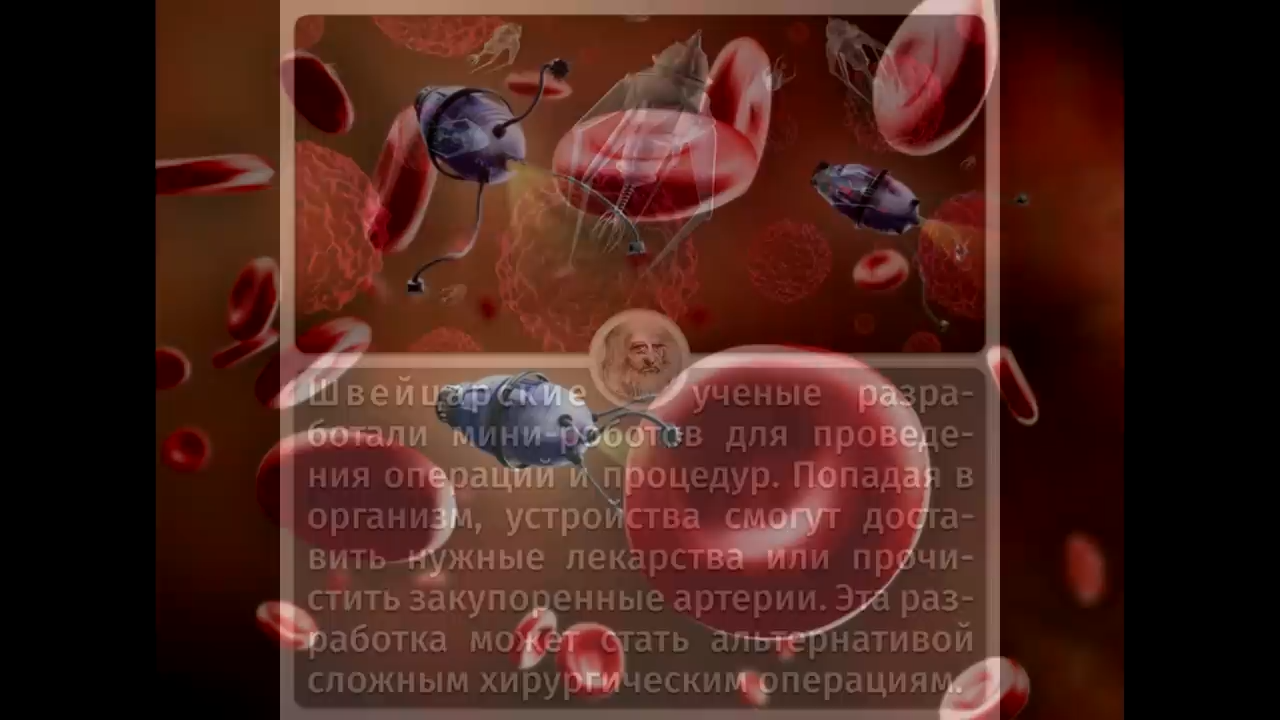 Швейцарские ученые разра-
ботали мини-роботов для проведе-
ния операций и процедур. Попадая в
организм, устройства смогут доста-
вить нужные лекарства или прочи-
стить закупоренные артерии. Эта раз-
работка может стать альтернативой
сложным хирургическим операциям.